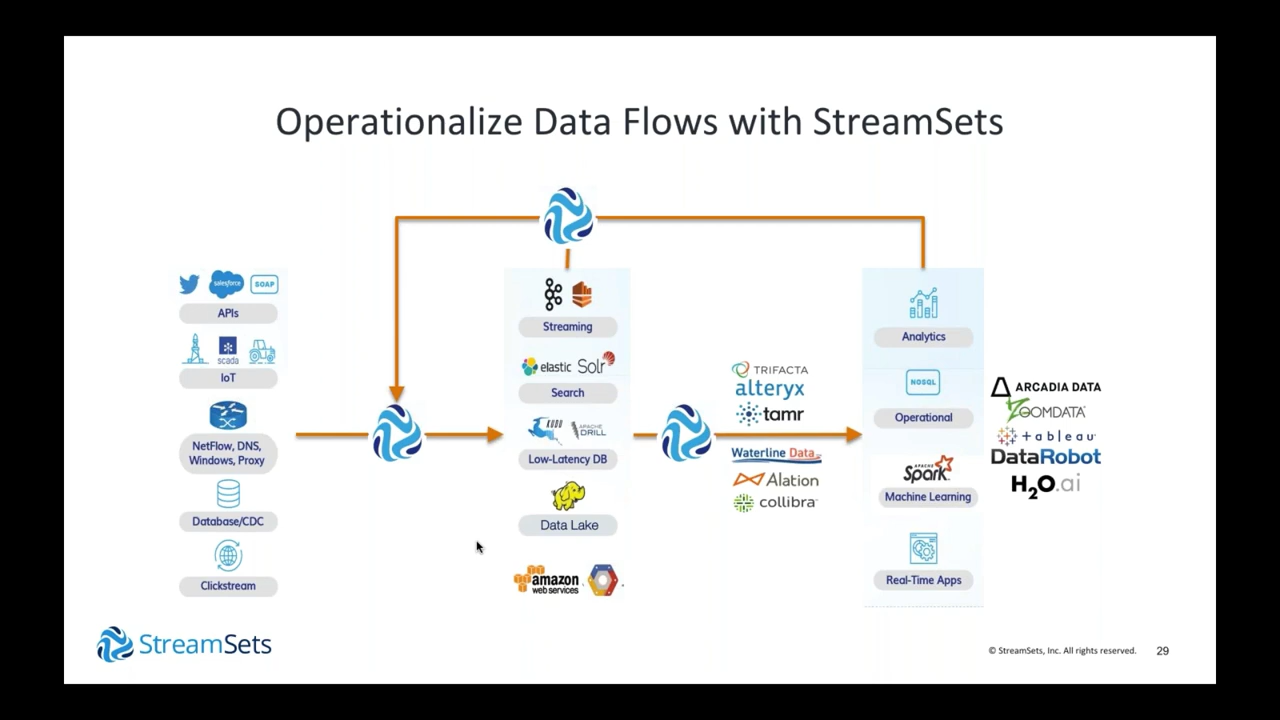 Operationalize Data Flows with StreamSets
salesforce
SOAP
APIs
scada
IoT
NetFlow, DNS,
Windows, Proxy
Database/CDC
Clickstream
Streaming
elastic
Solr
Search
KUDU
APACHE
DRILL
Low-Latency DB
Data Lake
amazon
web services
TRIFACTA
alteryx
tamr
Waterline Data
Alation
collibra
Analytics
NOSQL
Operational
APACHE
Spark
Machine Learning
Real-Time Apps
ARCADIA DATA
ZOOMDATA
tableau
DataRobot
H2O.ai
StreamSets
© StreamSets, Inc. All rights reserved.
29